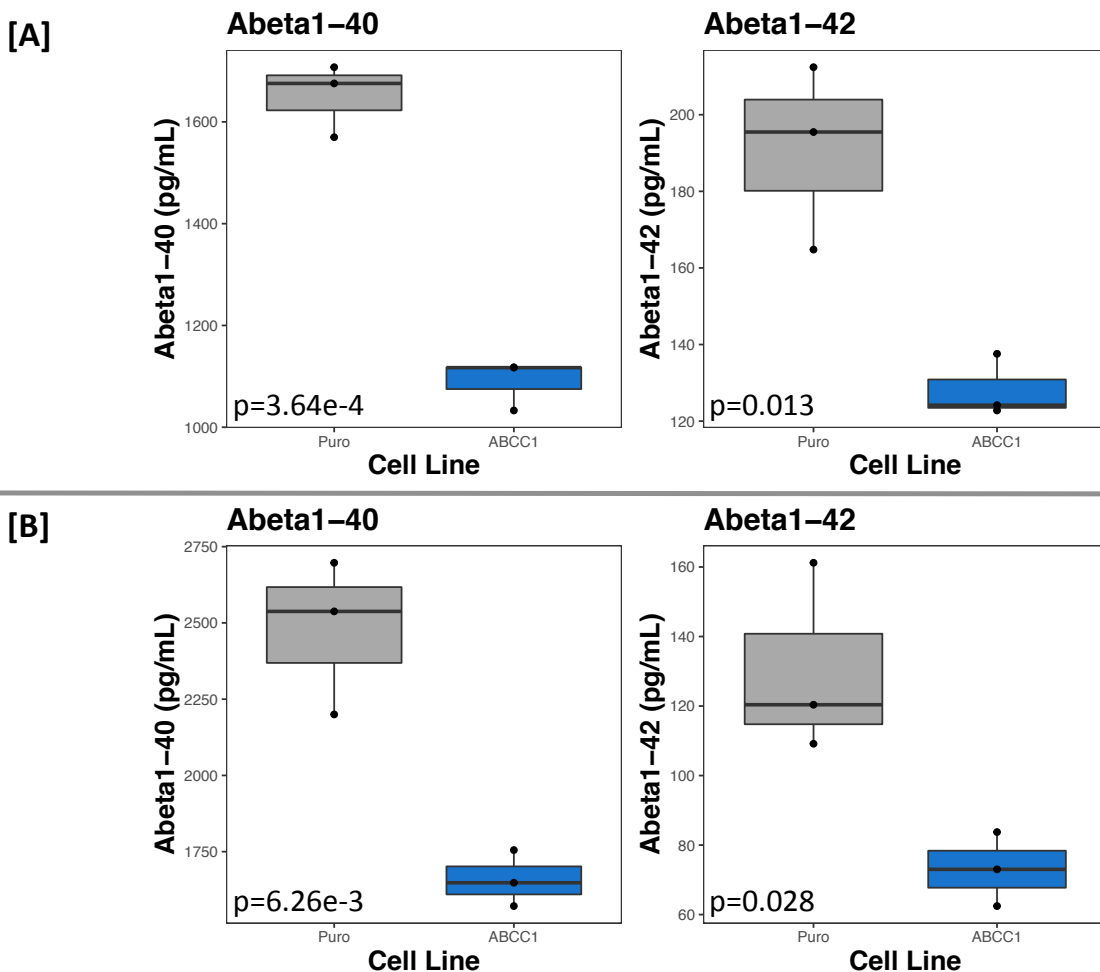 [A]
Abeta1−40
Abeta1−40 (pg/mL)
1600
1400
1200
1000
p=3.64e-4
Puro
ABCC1
Cell Line
Abeta1−42
Abeta1−42 (pg/mL)
200
180
160
140
120
p=0.013
Puro
ABCC1
Cell Line
[B]
Abeta1−40
Abeta1−40 (pg/mL)
2750
2500
2250
2000
1750
p=6.26e-3
Puro
ABCC1
Cell Line
Abeta1−42
Abeta1−42 (pg/mL)
160
140
120
100
80
60
p=0.028
Puro
ABCC1
Cell Line